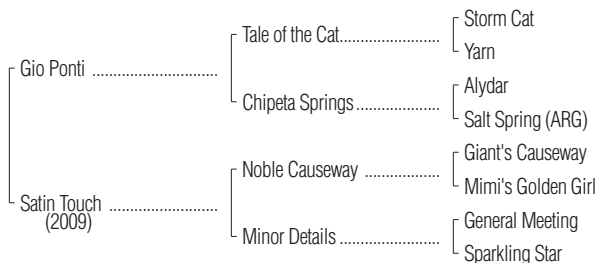 Storm Cat
Tale of the Cat........................
Yarn
Gio Ponti ..............................
Alydar
Chipeta Springs....................
Salt Spring (ARG)
Giant's Causeway
Noble Causeway ..................
Mimi's Golden Girl
Satin Touch ..........................
(2009)
General Meeting
Minor Details........................
Sparkling Star